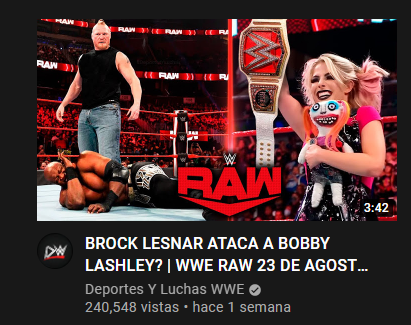 RAW
W
RAW
3:42
BROCK LESNAR ATACA A BOBBY
LASHLEY? | WWE RAW 23 DE AGOST...
Deportes Y Luchas WWE
240,548 vistas • hace 1 semana